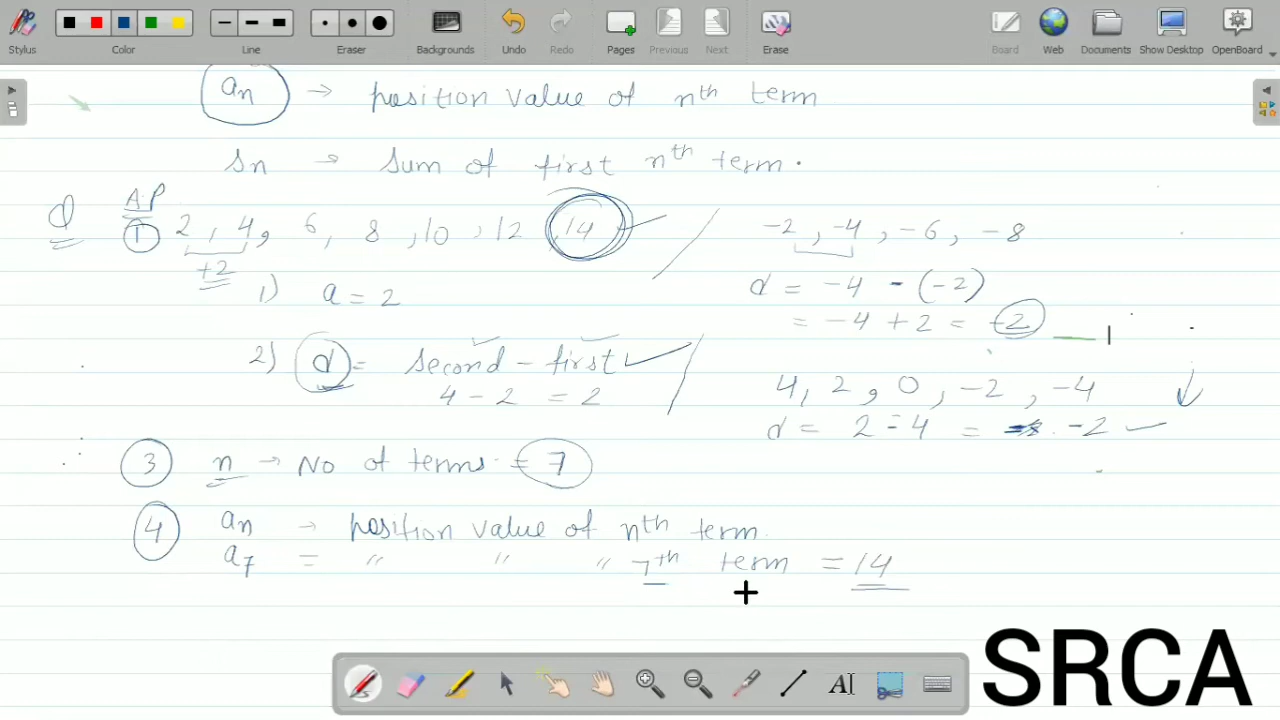 Stylus Color Line Eraser Backgrounds Undo Redo Pages Previous Next Erase Board Web Documents Show Desktop OpenBoard
an → position value of nth term
Sn → sum of first nth term.
Q A.P
① 2, 4, 6, 8, 10, 12 14 / -2, -4, -6, -8
+2
1) a = 2
d = -4 - (-2)
= -4 + 2 = -2
2) d = second - first
4 - 2 = 2
4, 2, 0, -2, -4 ↓
d = 2 - 4 = -2
③ n → No of terms = 7
④ an → position value of nth term.
a7 = " " " 7th term = 14
SRCA